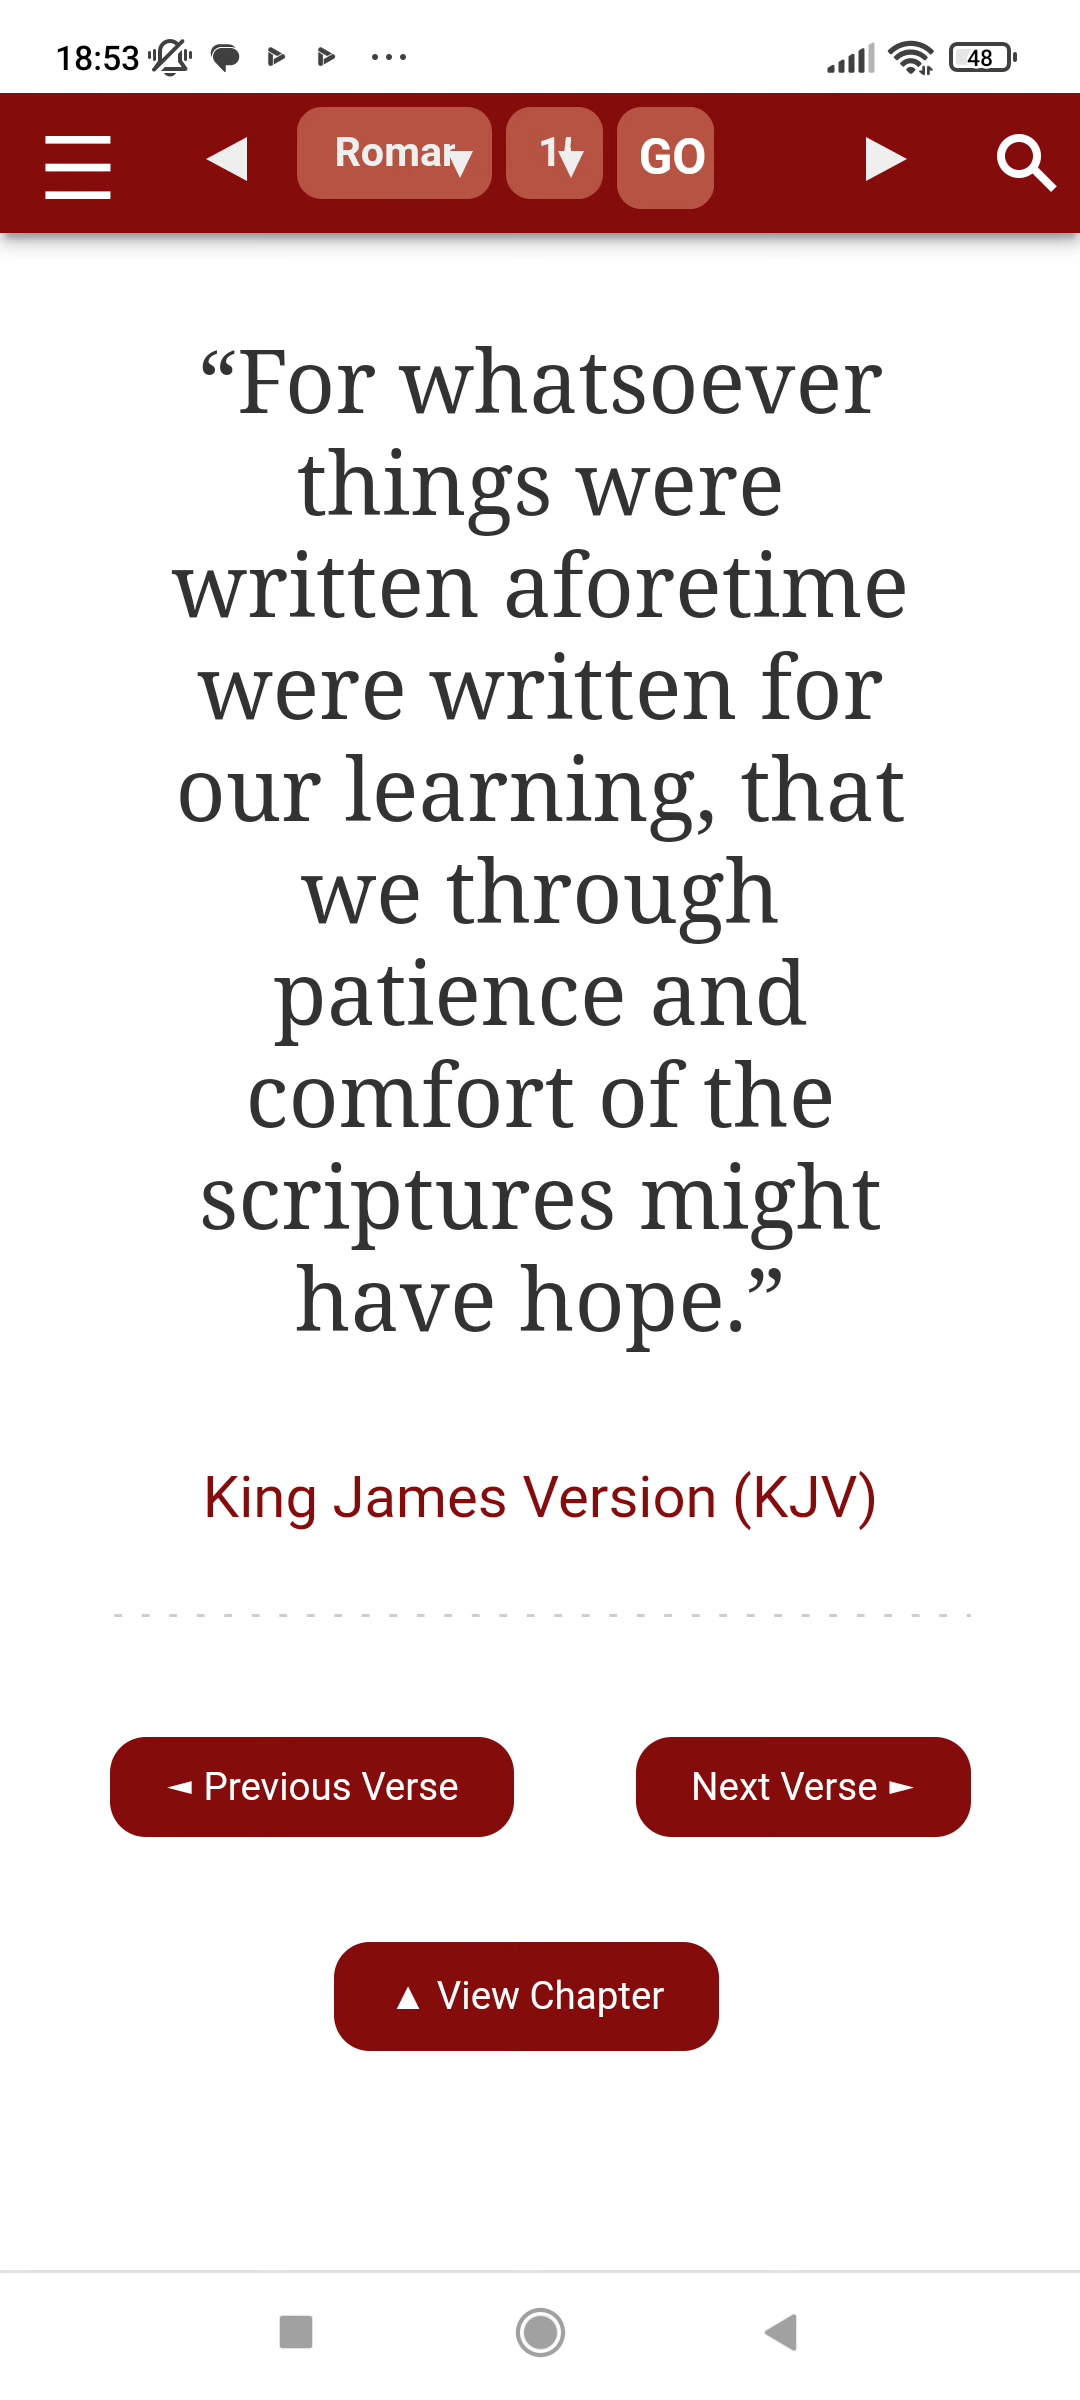 18:53
48
Romar
GO
“For whatsoever
things were
written aforetime
were written for
our learning, that
we through
patience and
comfort of the
scriptures might
have hope.”
King James Version (KJV)
◄ Previous Verse
Next Verse ►
▲ View Chapter